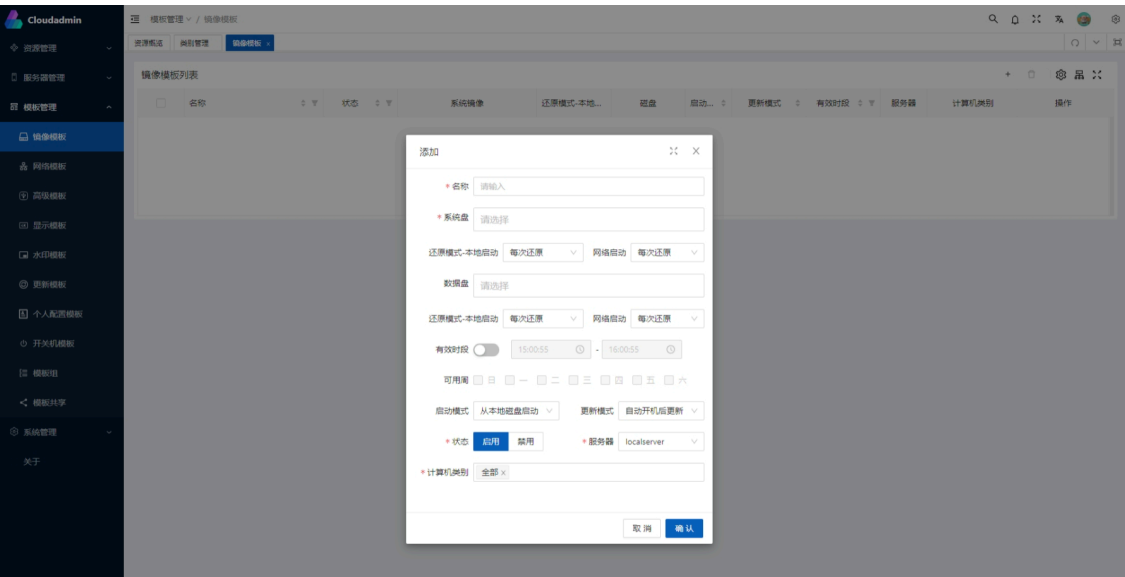 Cloudadmin
模板管理 / 镜像模板
资源管理
资源概览 类别管理 镜像模板 ×
服务器管理
镜像模板列表
模板管理
名称 状态 系统镜像 还原模式-本地... 磁盘 启动... 更新模式 有效时段 服务器 计算机类别 操作
镜像模板
网络模板
高级模板
显示模板
水印模板
更新模板
个人配置模板
开关机模板
模板组
模板共享
系统管理
关于
添加
* 名称 请输入
* 系统盘 请选择
还原模式-本地启动 每次还原 网络启动 每次还原
数据盘 请选择
还原模式-本地启动 每次还原 网络启动 每次还原
有效时段 15:00:55 - 16:00:55
可用周 日 一 二 三 四 五 六
启动模式 从本地磁盘启动 更新模式 自动开机后更新
* 状态 启用 禁用 * 服务器 localserver
* 计算机类别 全部 ×
取消 确认